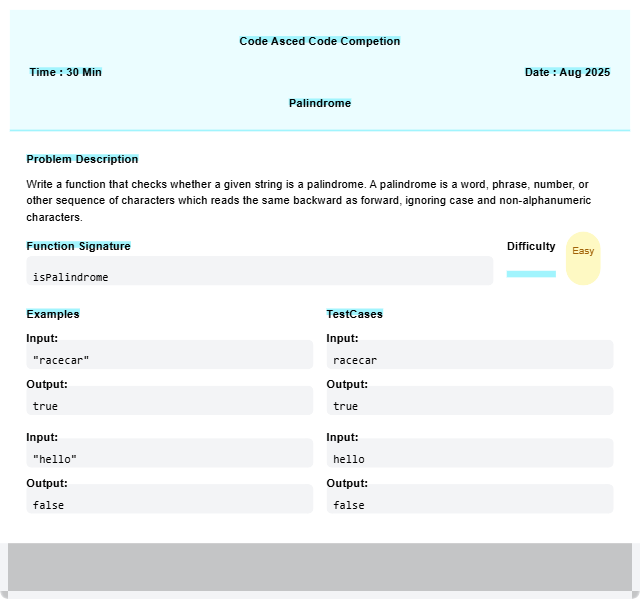 Code Asced Code Competion
Time : 30 Min
Date : Aug 2025
Palindrome
Problem Description
Write a function that checks whether a given string is a palindrome. A palindrome is a word, phrase, number, or
other sequence of characters which reads the same backward as forward, ignoring case and non-alphanumeric
characters.
Function Signature
Difficulty
Easy
isPalindrome
Examples
Input:
"racecar"
Output:
true
Input:
"hello"
Output:
false
TestCases
Input:
racecar
Output:
true
Input:
hello
Output:
false